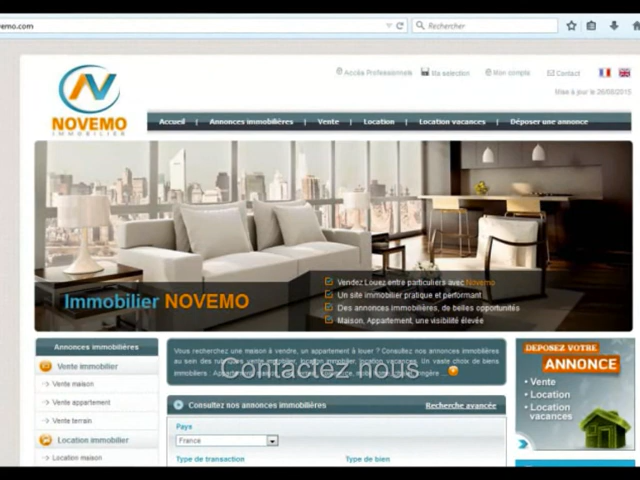 vemo.com
Rechercher
Accès Professionnels
Ma selection
Mon compte
Contact
Mise à jour le 26/08/2015
NOVEMO
IMMOBILIER
Accueil | Annonces immobilières | Vente | Location | Location vacances | Déposer une annonce
Immobilier NOVEMO
Vendez Louez entre particuliers avec Novemo
Un site immobilier pratique et performant
Des annonces immobilières, de belles opportunités
Maison, Appartement, une visibilité élevée
Annonces immobilières
Vente immobilier
Vente maison
Vente appartement
Vente terrain
Location immobilier
Location maison
Vous recherchez une maison à vendre, un appartement à louer ? Consultez nos annonces immobilières
Contactez nous
Consultez nos annonces immobilières
Recherche avancée
Pays
France
Type de transaction
Type de bien
DEPOSEZ VOTRE
ANNONCE
• Vente
• Location
• Location
vacances